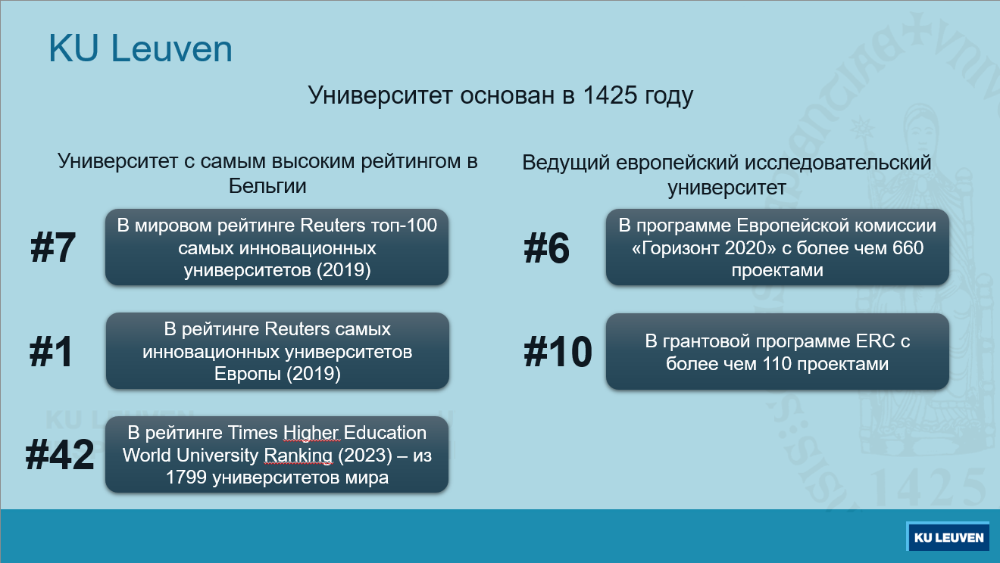 KU Leuven
Университет основан в 1425 году
Университет с самым высоким рейтингом в
Бельгии
#7
В мировом рейтинге Reuters топ-100
самых инновационных
университетов (2019)
#1
В рейтинге Reuters самых
инновационных университетов
Европы (2019)
#42
В рейтинге Times Higher Education
World University Ranking (2023) – из
1799 университетов мира
Ведущий европейский исследовательский
университет
#6
В программе Европейской комиссии
«Горизонт 2020» с более чем 660
проектами
#10
В грантовой программе ERC с
более чем 110 проектами
1425
KU LEUVEN